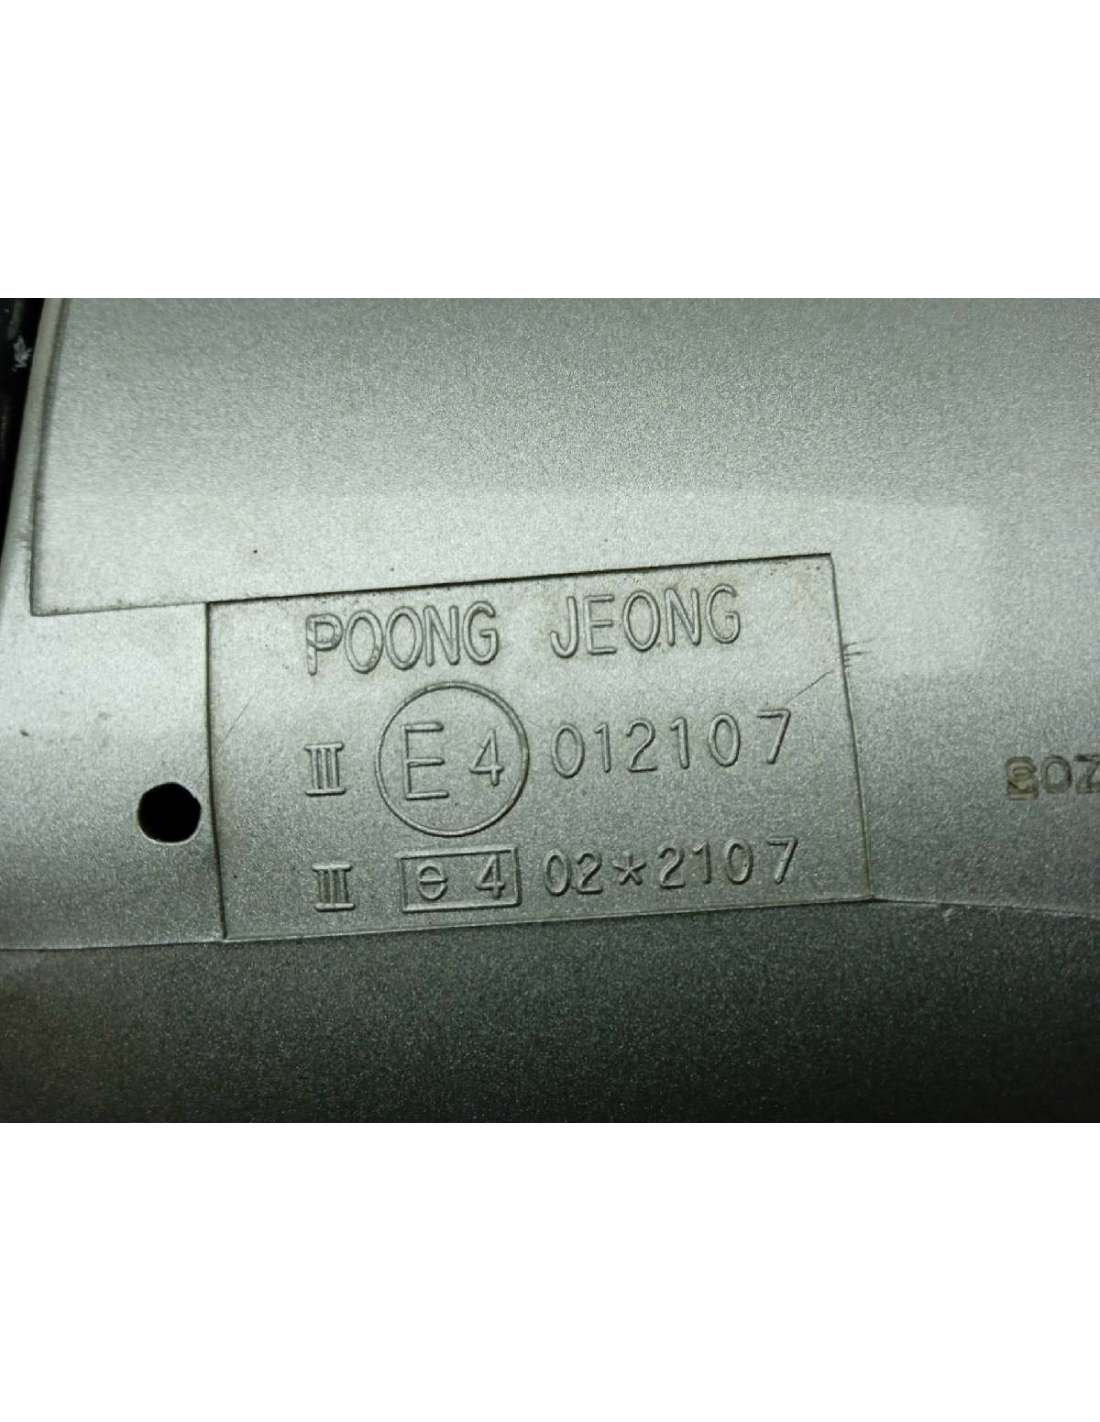 POONG JEONG
III E4 012107
III e4 02*2107